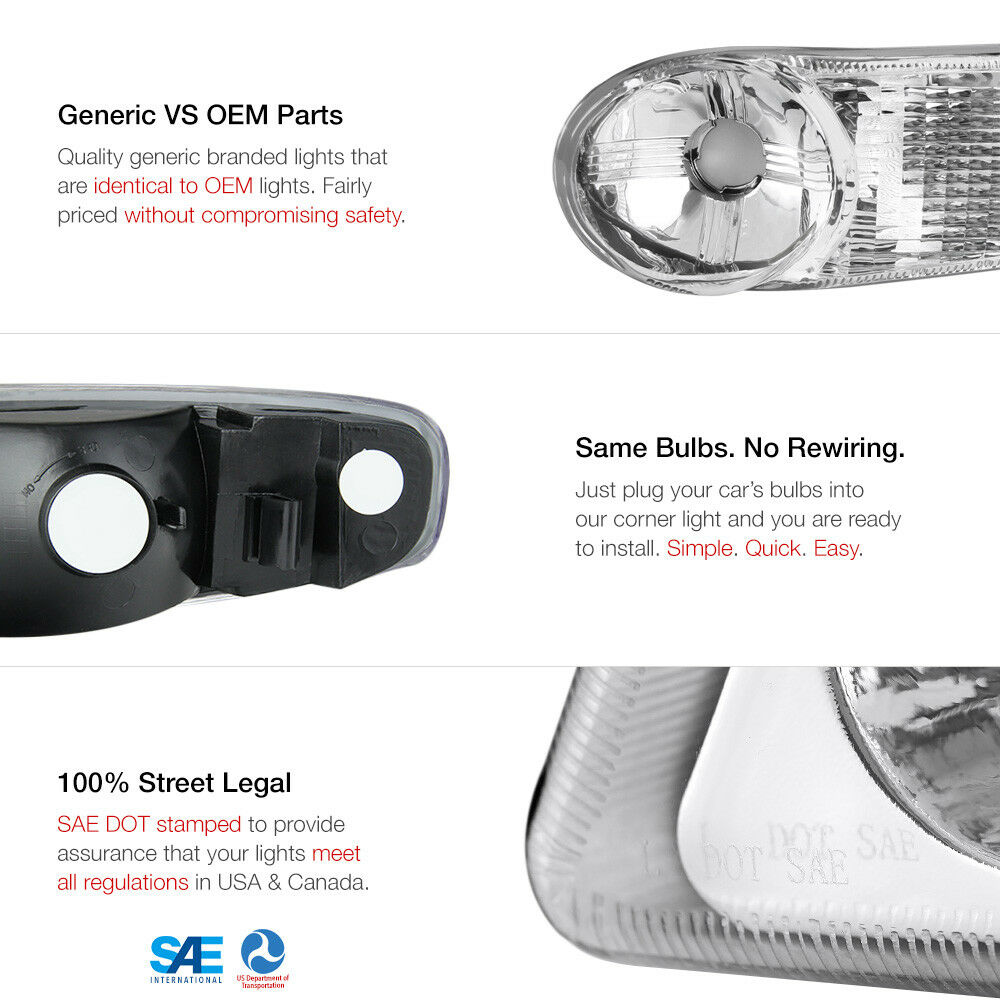 Generic VS OEM Parts
Quality generic branded lights that
are identical to OEM lights. Fairly
priced without compromising safety.
Same Bulbs. No Rewiring.
Just plug your car's bulbs into
our corner light and you are ready
to install. Simple. Quick. Easy.
100% Street Legal
SAE DOT stamped to provide
assurance that your lights meet
all regulations in USA & Canada.
L DOT SAE
L DOT SAE
SAE
INTERNATIONAL
US Department of
Transportation